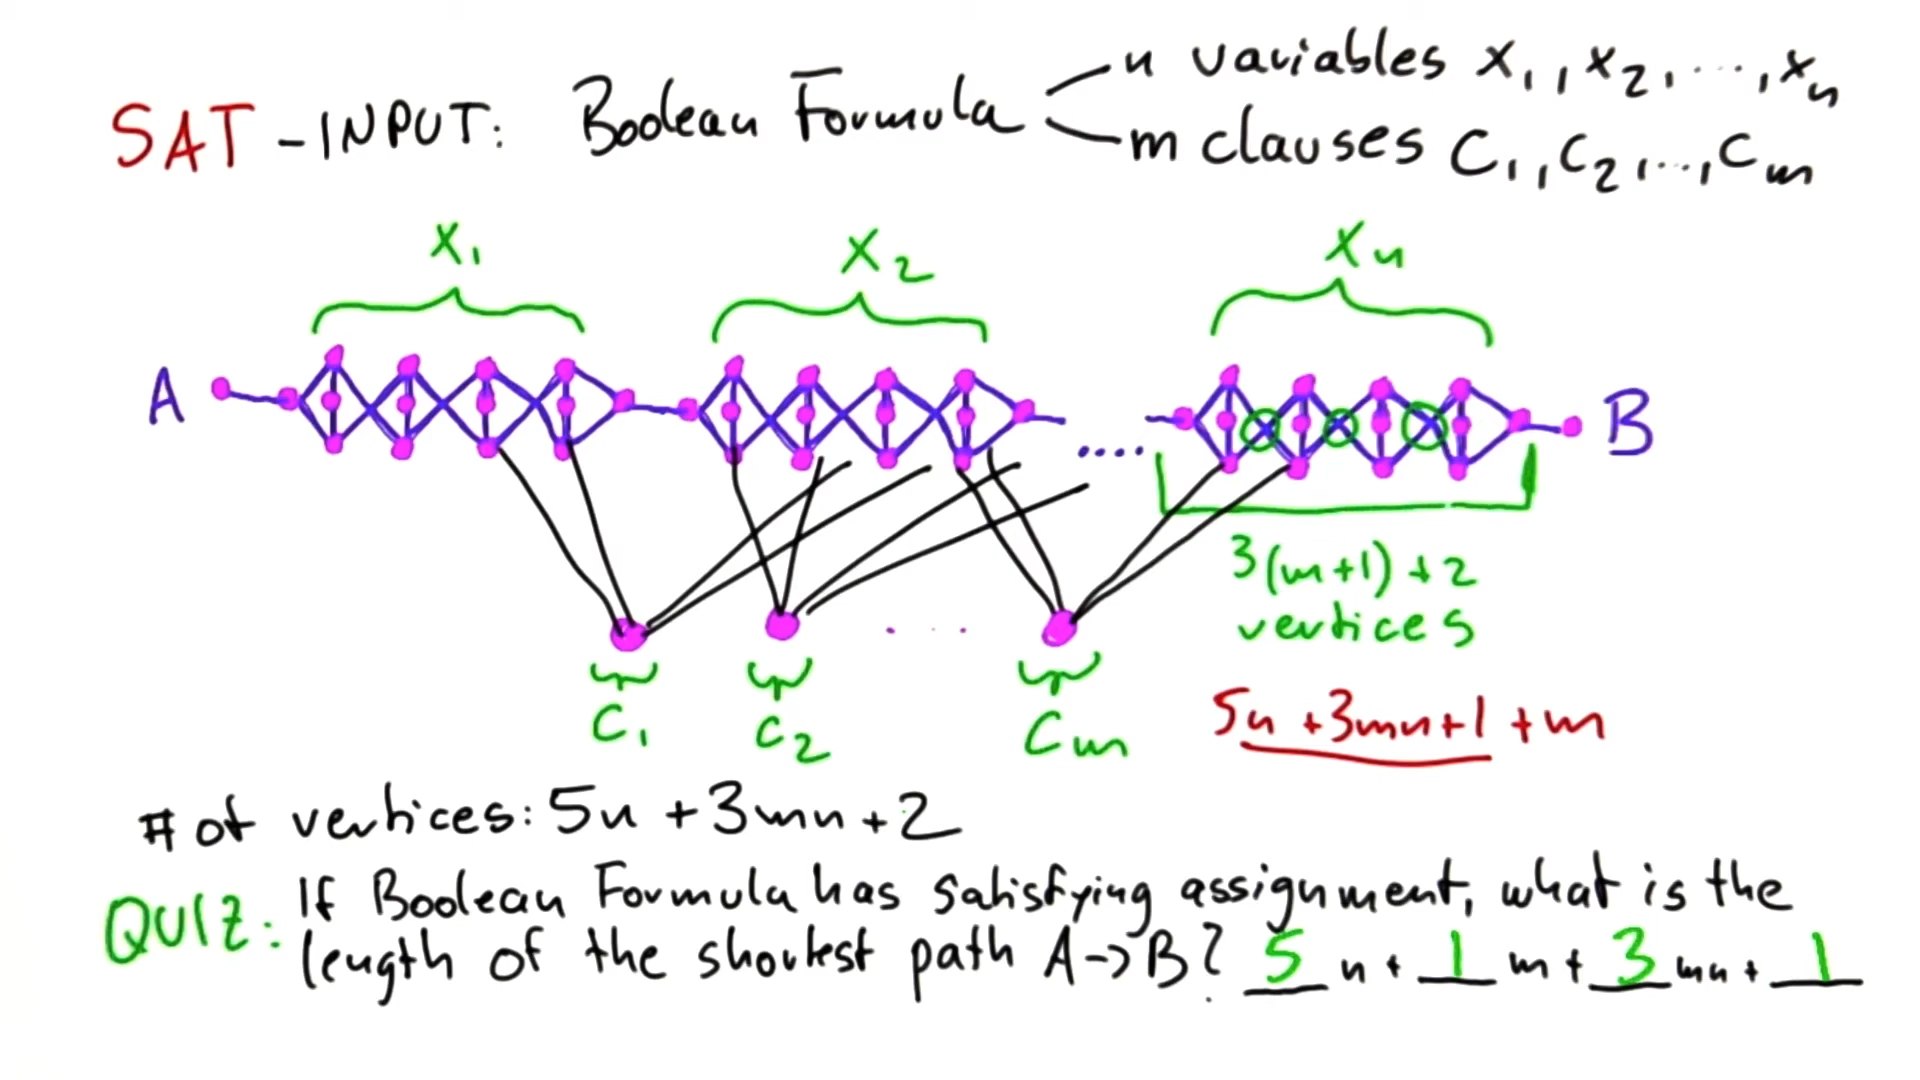 SAT - INPUT: Boolean Formula
n variables x1, x2, ..., xn
m clauses C1, C2, ..., Cm
x1
x2
xn
A
B
3(m+1)+2
vertices
C1
C2
Cm
5n+3mn+1+m
# of vertices: 5n+3mn+2
QUIZ: If Boolean Formula has satisfying assignment, what is the
length of the shortest path A->B? 5 n + 1 m + 3 mn + 1